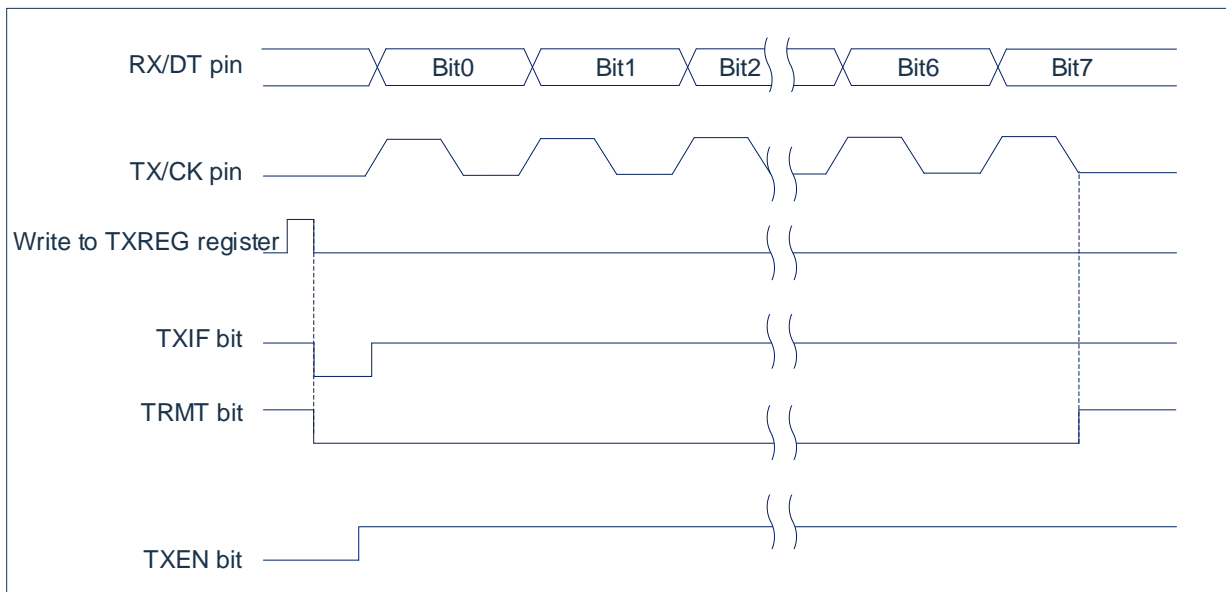 RX/DT pin
Bit0 Bit1 Bit2 Bit6 Bit7
TX/CK pin
Write to TXREG register
TXIF bit
TRMT bit
TXEN bit